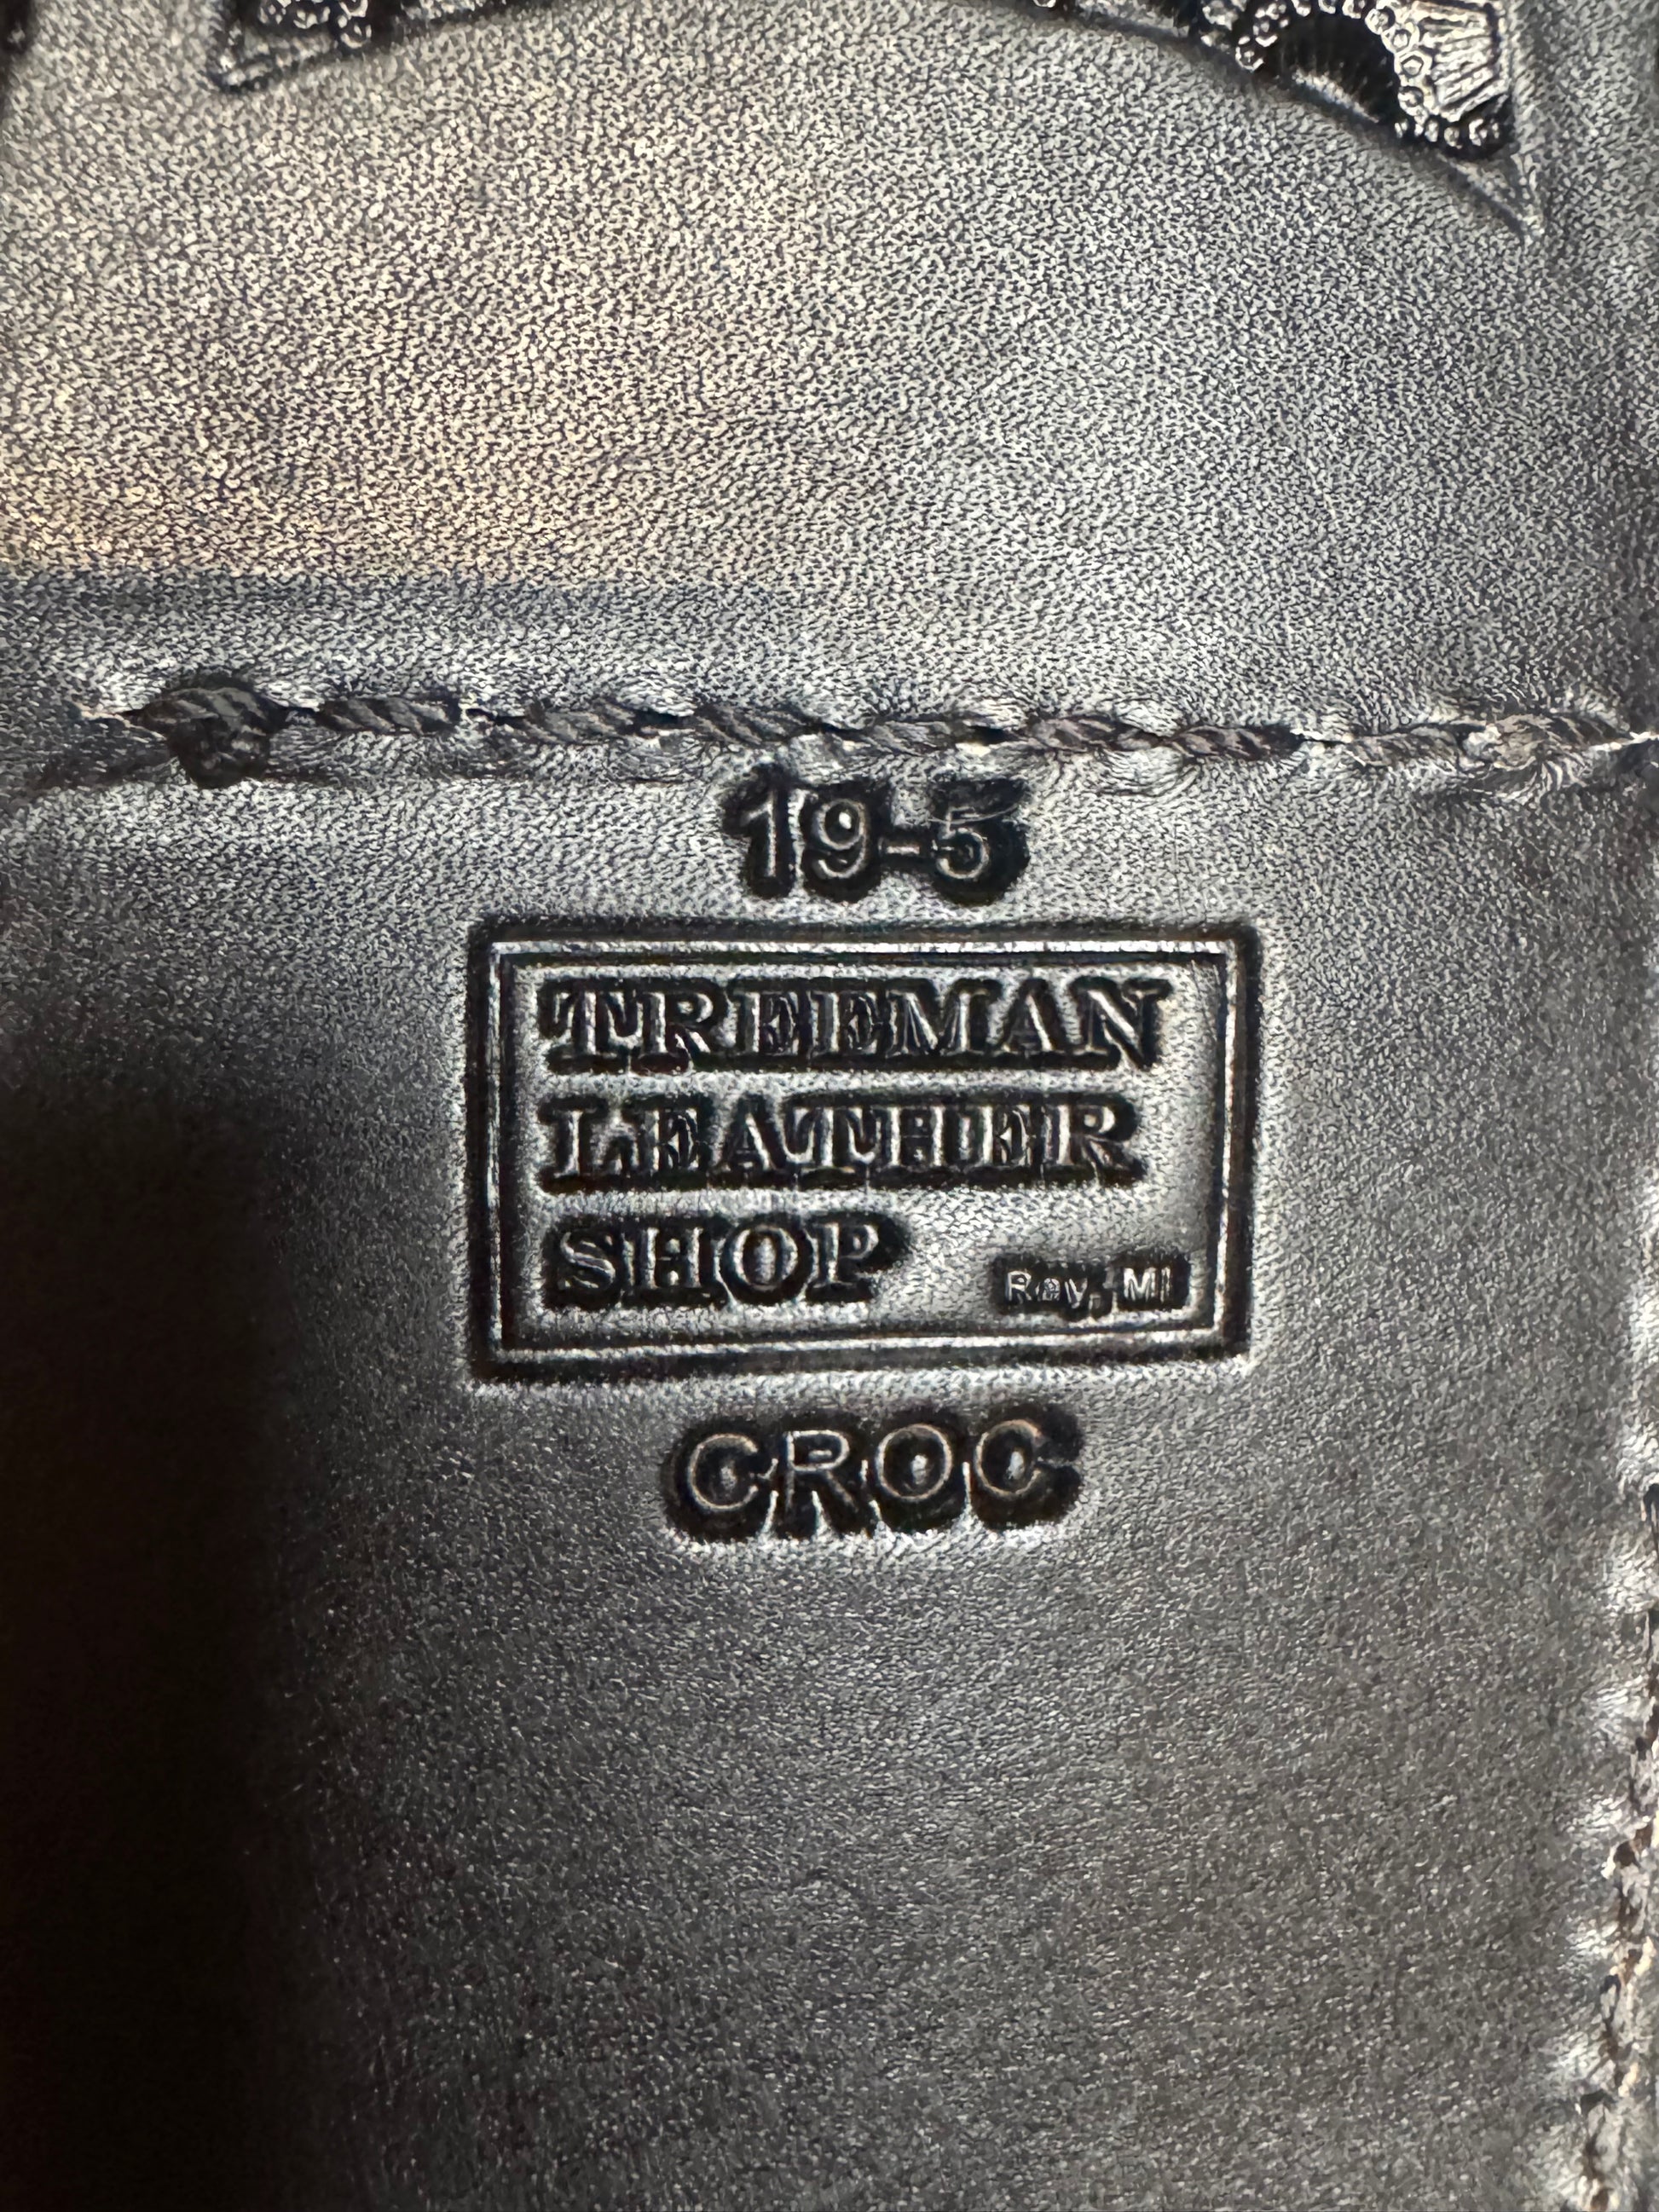 19-5
TREEMAN
LEATHER
SHOP Ray, MI
CROC